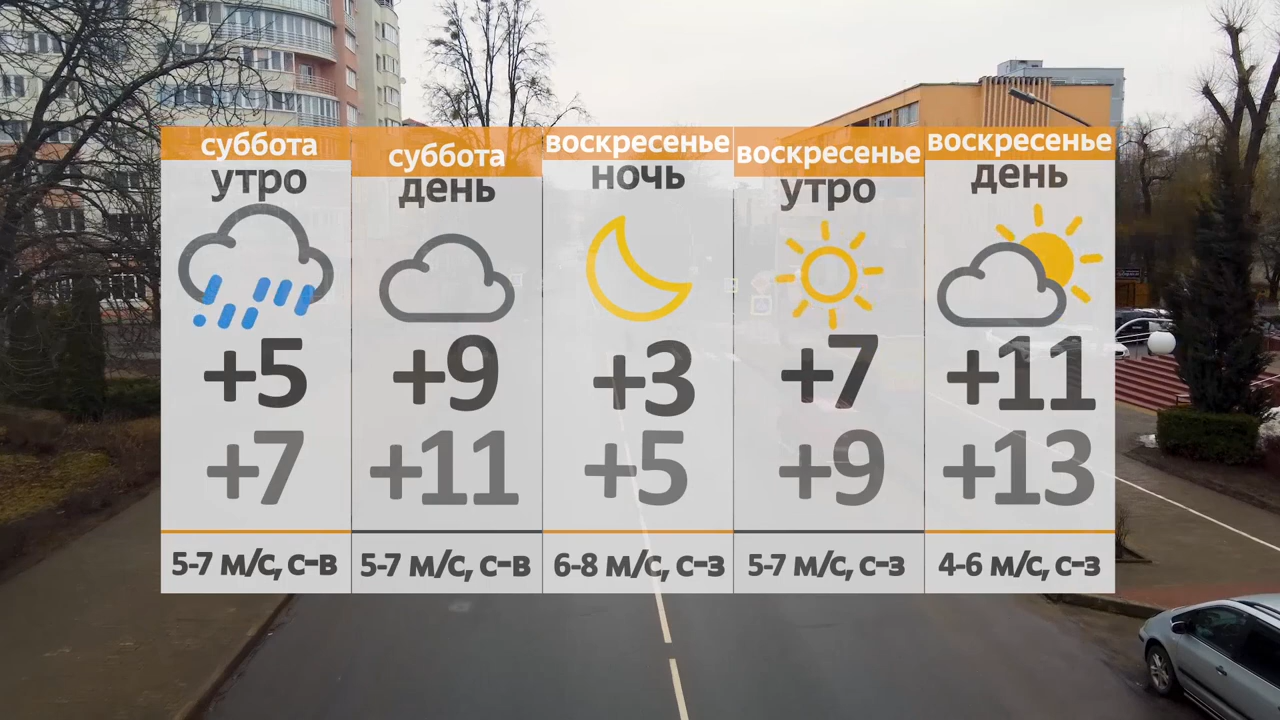 суббота
утро
+5
+7
5-7 м/с, с-в
суббота
день
+9
+11
5-7 м/с, с-в
воскресенье
ночь
+3
+5
6-8 м/с, с-з
воскресенье
утро
+7
+9
5-7 м/с, с-з
воскресенье
день
+11
+13
4-6 м/с, с-з